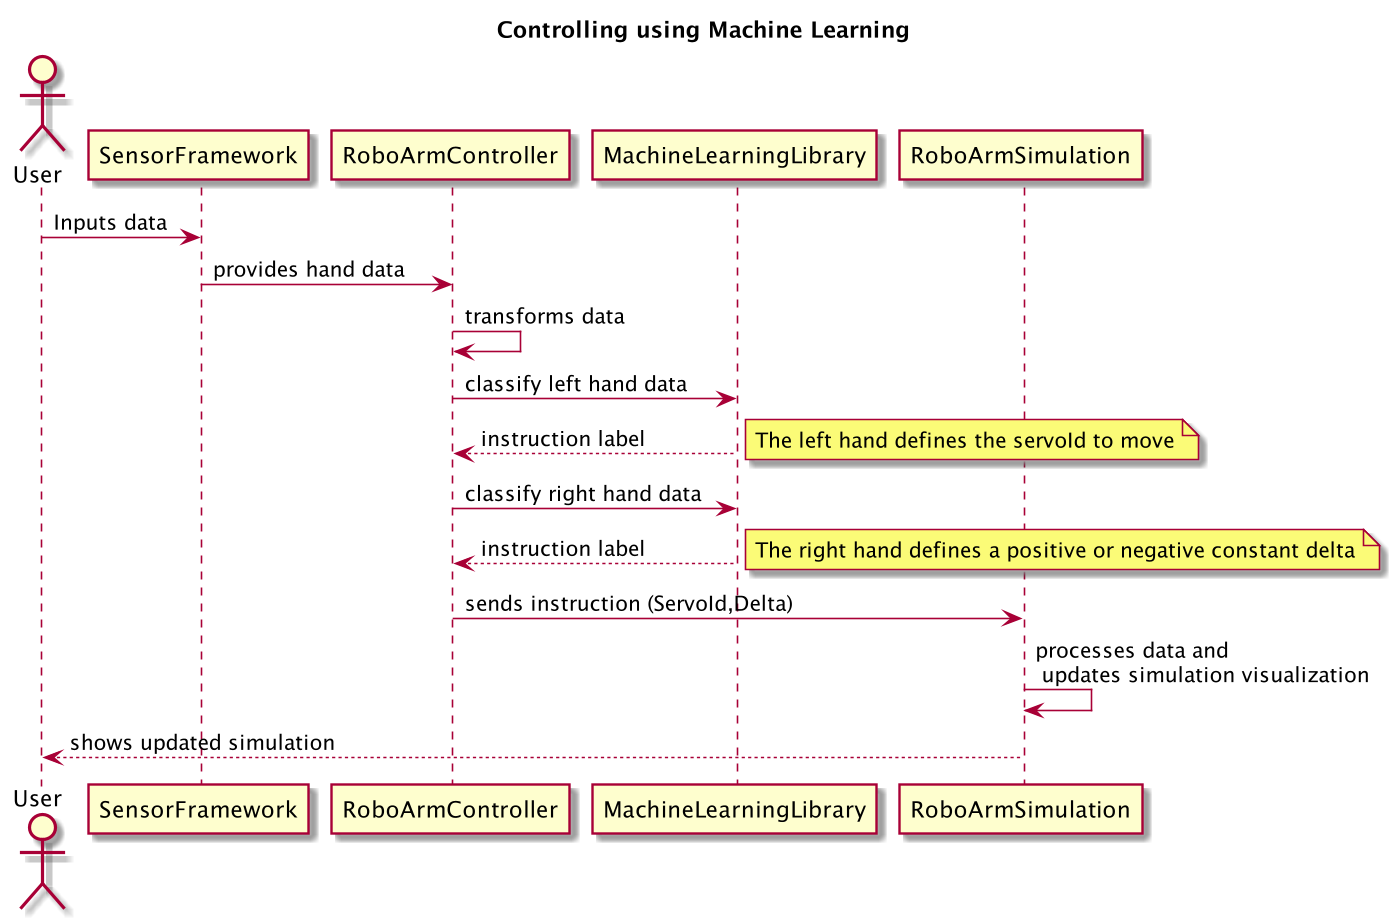 Controlling using Machine Learning
User
SensorFramework
RoboArmController
MachineLearningLibrary
RoboArmSimulation
Inputs data
provides hand data
transforms data
classify left hand data
instruction label
The left hand defines the servoId to move
classify right hand data
instruction label
The right hand defines a positive or negative constant delta
sends instruction (ServoId,Delta)
processes data and
updates simulation visualization
shows updated simulation
User
SensorFramework
RoboArmController
MachineLearningLibrary
RoboArmSimulation